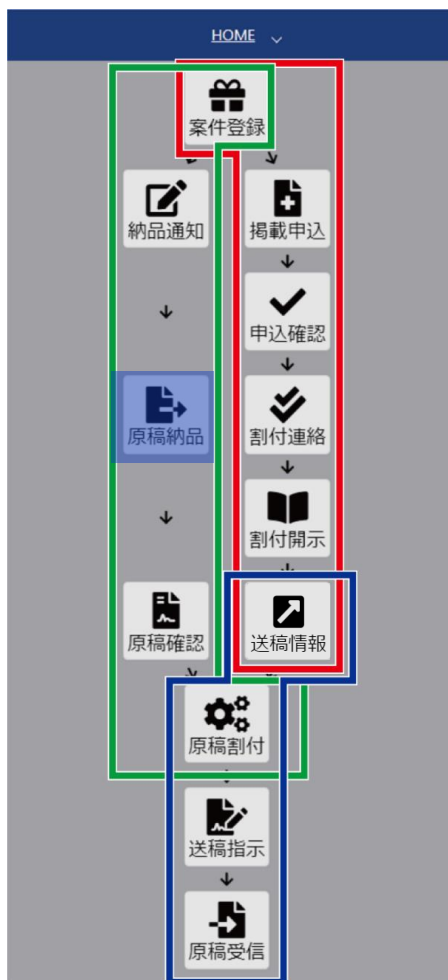 HOME
案件登録
納品通知
掲載申込
申込確認
原稿納品
割付連絡
割付開示
原稿確認
送稿情報
原稿割付
送稿指示
原稿受信